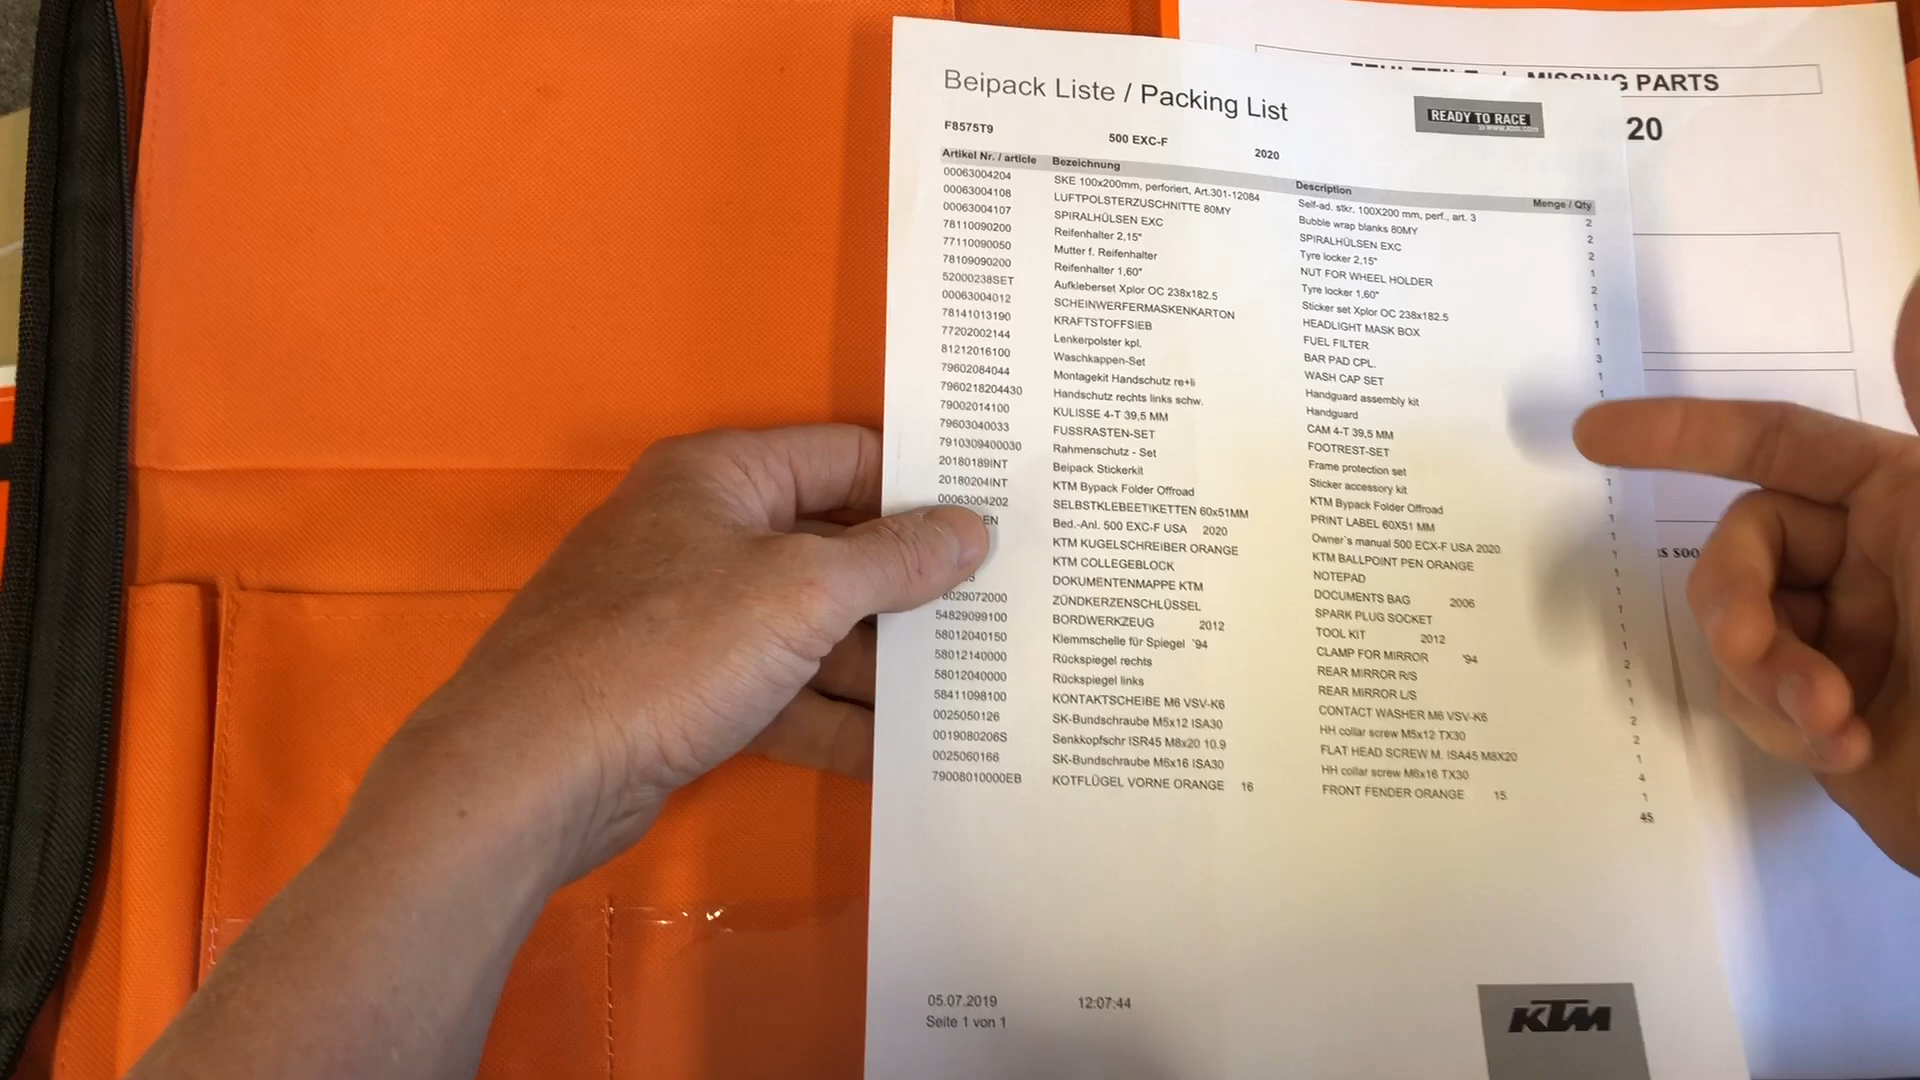 FEHLTEILE / MISSING PARTS
20
Beipack Liste / Packing List
READY TO RACE
>> www.ktm.com
F8575T9 500 EXC-F 2020
Artikel Nr. / article Bezeichnung Description Menge / Qty
00063004204 SKE 100x200mm, perforiert, Art.301-12084 Self-ad. stkr. 100X200 mm, perf., art. 3 2
00063004108 LUFTPOLSTERZUSCHNITTE 80MY Bubble wrap blanks 80MY 2
00063004107 SPIRALHÜLSEN EXC SPIRALHÜLSEN EXC 2
78110090200 Reifenhalter 2,15" Tyre locker 2,15" 1
77110090050 Mutter f. Reifenhalter NUT FOR WHEEL HOLDER 2
78109090200 Reifenhalter 1,60" Tyre locker 1,60" 1
52000238SET Aufkleberset Xplor OC 238x182.5 Sticker set Xplor OC 238x182.5 1
00063004012 SCHEINWERFERMASKENKARTON HEADLIGHT MASK BOX 1
78141013190 KRAFTSTOFFSIEB FUEL FILTER 3
77202002144 Lenkerpolster kpl. BAR PAD CPL. 1
81212016100 Waschkappen-Set WASH CAP SET 1
79602084044 Montagekit Handschutz re+li Handguard assembly kit
7960218204430 Handschutz rechts links schw. Handguard
79002014100 KULISSE 4-T 39,5 MM CAM 4-T 39,5 MM
79603040033 FUSSRASTEN-SET FOOTREST-SET
7910309400030 Rahmenschutz - Set Frame protection set 1
20180189INT Beipack Stickerkit Sticker accessory kit 1
20180204INT KTM Bypack Folder Offroad KTM Bypack Folder Offroad 1
00063004202 SELBSTKLEBEETIKETTEN 60x51MM PRINT LABEL 60X51 MM 1
EN Bed.-Anl. 500 EXC-F USA 2020 Owner`s manual 500 ECX-F USA 2020 1
KTM KUGELSCHREIBER ORANGE KTM BALLPOINT PEN ORANGE 1
KTM COLLEGEBLOCK NOTEPAD 1
5 DOKUMENTENMAPPE KTM DOCUMENTS BAG 2006 1
78029072000 ZÜNDKERZENSCHLÜSSEL SPARK PLUG SOCKET 1
54829099100 BORDWERKZEUG 2012 TOOL KIT 2012 1
58012040150 Klemmschelle für Spiegel '94 CLAMP FOR MIRROR '94 2
58012140000 Rückspiegel rechts REAR MIRROR R/S 1
58012040000 Rückspiegel links REAR MIRROR L/S 1
58411098100 KONTAKTSCHEIBE M6 VSV-K6 CONTACT WASHER M6 VSV-K6 2
0025050126 SK-Bundschraube M5x12 ISA30 HH collar screw M5x12 TX30 2
0019080206S Senkkopfschr ISR45 M8x20 10.9 FLAT HEAD SCREW M. ISA45 M8X20 1
0025060166 SK-Bundschraube M6x16 ISA30 HH collar screw M6x16 TX30 4
79008010000EB KOTFLÜGEL VORNE ORANGE 16 FRONT FENDER ORANGE 15 1
45
05.07.2019 12:07:44
Seite 1 von 1
KTM